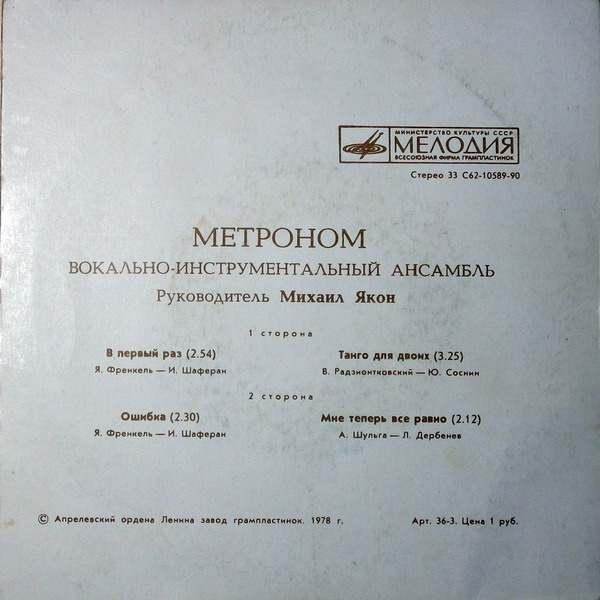 МИНИСТЕРСТВО КУЛЬТУРЫ СССР
МЕЛОДИЯ
ВСЕСОЮЗНАЯ ФИРМА ГРАМПЛАСТИНОК
Стерео 33 С62-10589-90
МЕТРОНОМ
ВОКАЛЬНО-ИНСТРУМЕНТАЛЬНЫЙ АНСАМБЛЬ
Руководитель Михаил Якон
1 сторона
В первый раз (2.54)
Я. Френкель — И. Шаферан
Танго для двоих (3.25)
В. Радзионтковский — Ю. Соснин
2 сторона
Ошибка (2.30)
Я. Френкель — И. Шаферан
Мне теперь все равно (2.12)
А. Шульга — Л. Дербенев
© Апрелевский ордена Ленина завод грампластинок. 1978 г.
Арт. 36-3. Цена 1 руб.